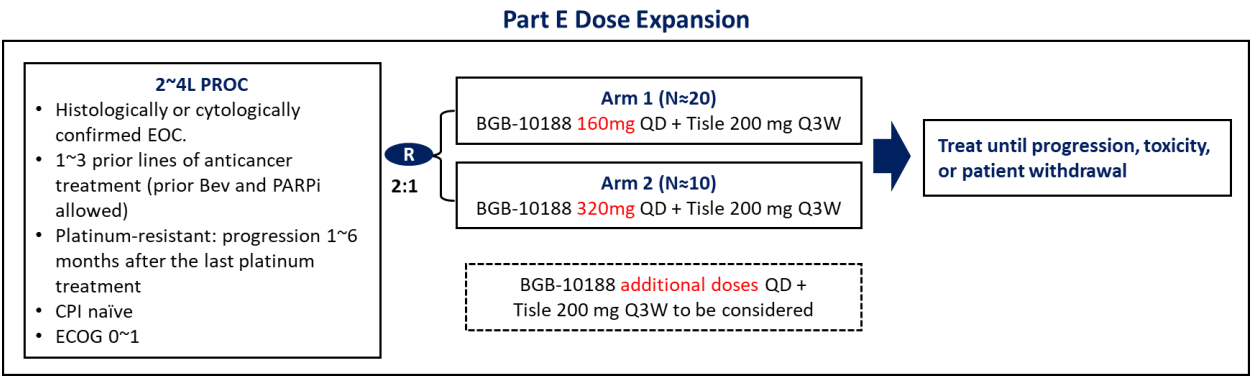 Part E Dose Expansion
2~4L PROC
• Histologically or cytologically
confirmed EOC.
• 1~3 prior lines of anticancer
treatment (prior Bev and PARPi
allowed)
• Platinum-resistant: progression 1~6
months after the last platinum
treatment
• CPI naïve
• ECOG 0~1
R
2:1
Arm 1 (N≈20)
BGB-10188 160mg QD + Tisle 200 mg Q3W
Arm 2 (N≈10)
BGB-10188 320mg QD + Tisle 200 mg Q3W
BGB-10188 additional doses QD +
Tisle 200 mg Q3W to be considered
Treat until progression, toxicity,
or patient withdrawal